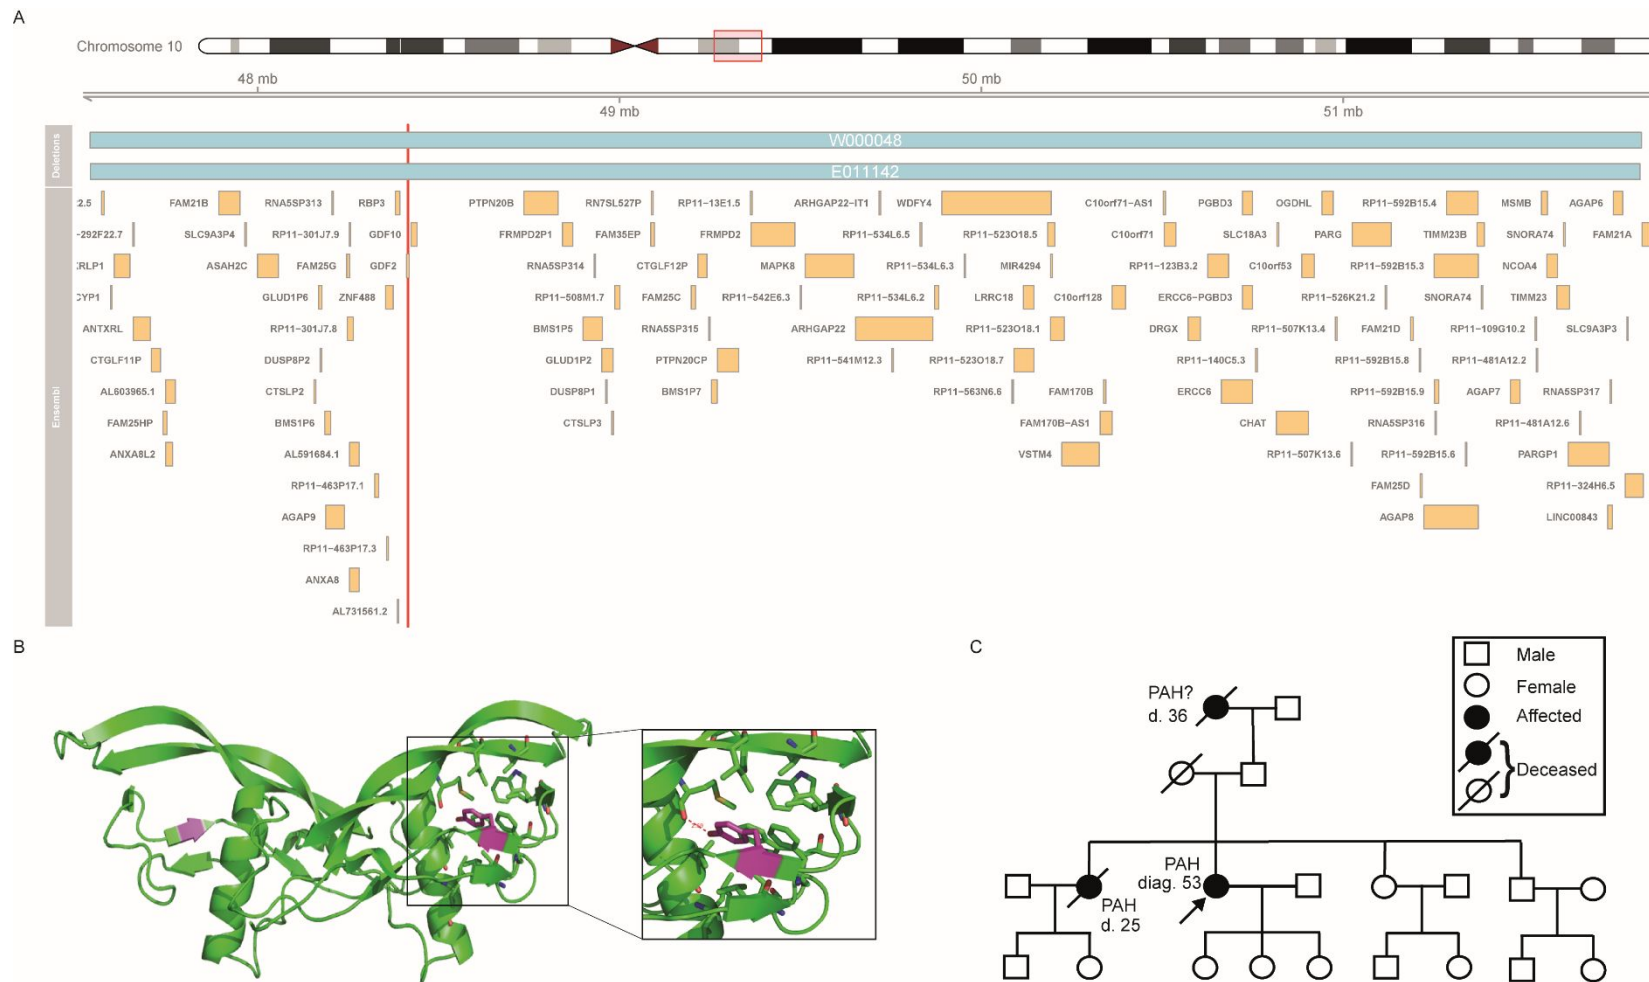 A
Chromosome 10
48 mb
50 mb
49 mb
51 mb
Deletions
W000048
E011142
Ensembl
2.5 FAM21B RNA5SP313 RBP3 PTPN20B RN7SL527P RP11−13E1.5 ARHGAP22−IT1 WDFY4 C10orf71−AS1 PGBD3 OGDHL RP11−592B15.4 MSMB AGAP6
−292F22.7 SLC9A3P4 RP11−301J7.9 GDF10 FRMPD2P1 FAM35EP FRMPD2 RP11−534L6.5 RP11−523O18.5 C10orf71 SLC18A3 PARG TIMM23B SNORA74 FAM21A
XRLP1 ASAH2C FAM25G GDF2 RNA5SP314 CTGLF12P MAPK8 RP11−534L6.3 MIR4294 RP11−123B3.2 C10orf53 RP11−592B15.3 NCOA4
CYP1 GLUD1P6 ZNF488 RP11−508M1.7 FAM25C RP11−542E6.3 RP11−534L6.2 LRRC18 C10orf128 ERCC6−PGBD3 RP11−526K21.2 SNORA74 TIMM23
ANTXRL RP11−301J7.8 BMS1P5 RNA5SP315 ARHGAP22 RP11−523O18.1 DRGX RP11−507K13.4 FAM21D RP11−109G10.2 SLC9A3P3
CTGLF11P DUSP8P2 GLUD1P2 PTPN20CP RP11−541M12.3 RP11−523O18.7 RP11−140C5.3 RP11−592B15.8 RP11−481A12.2
AL603965.1 CTSLP2 DUSP8P1 BMS1P7 RP11−563N6.6 FAM170B ERCC6 RP11−592B15.9 AGAP7 RNA5SP317
FAM25HP BMS1P6 CTSLP3 FAM170B−AS1 CHAT RNA5SP316 RP11−481A12.6
ANXA8L2 AL591684.1 VSTM4 RP11−507K13.6 RP11−592B15.6 PARGP1
RP11−463P17.1 FAM25D RP11−324H6.5
AGAP9 AGAP8 LINC00843
RP11−463P17.3
ANXA8
AL731561.2
B
C
Male
Female
Affected
Deceased
PAH?
d. 36
PAH
diag. 53
PAH
d. 25